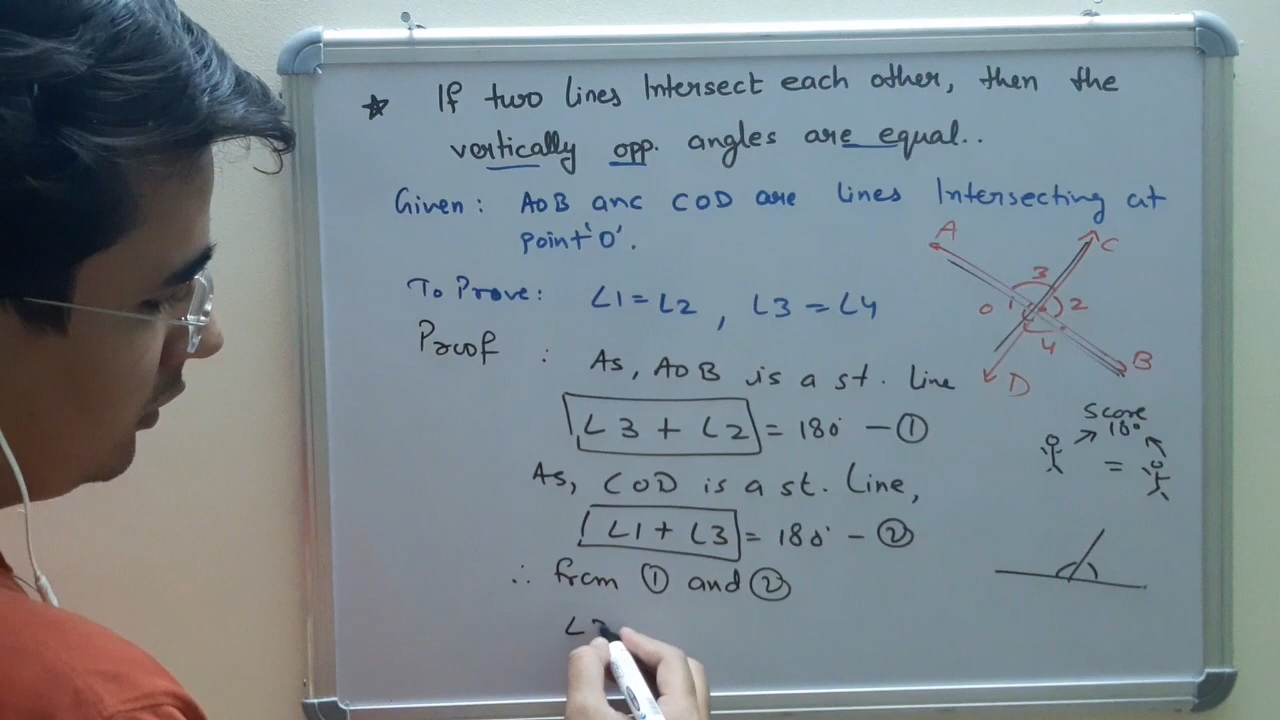 ☆ If two lines Intersect each other, then the
vertically opp. angles are equal..
Given: AOB anc COD are lines Intersecting at
point 'O'.
To Prove: ∠1 = ∠2, ∠3 = ∠4
A
C
3
O 1 2
4
D
B
Proof : As, AOB is a st. line
∠3 + ∠2 = 180° - ①
Score
180°
=
As, COD is a st. Line,
∠1 + ∠3 = 180° - ②
∴ from ① and ②